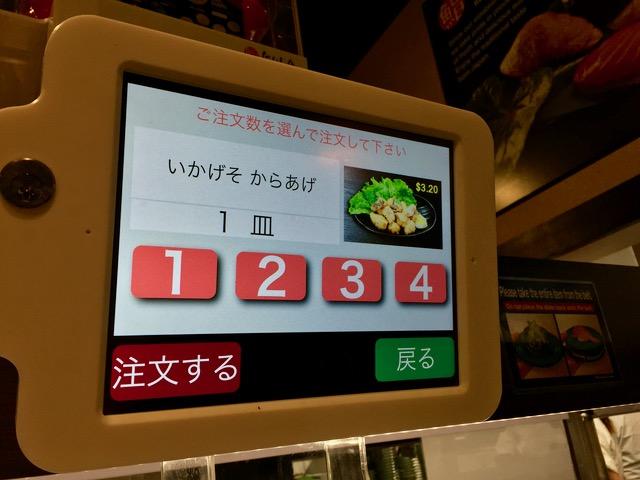 ご注文数を選んで注文して下さい
いかげそ からあげ
$3.20
1 皿
1 2 3 4
注文する
戻る
Please take the entire item from the belt.